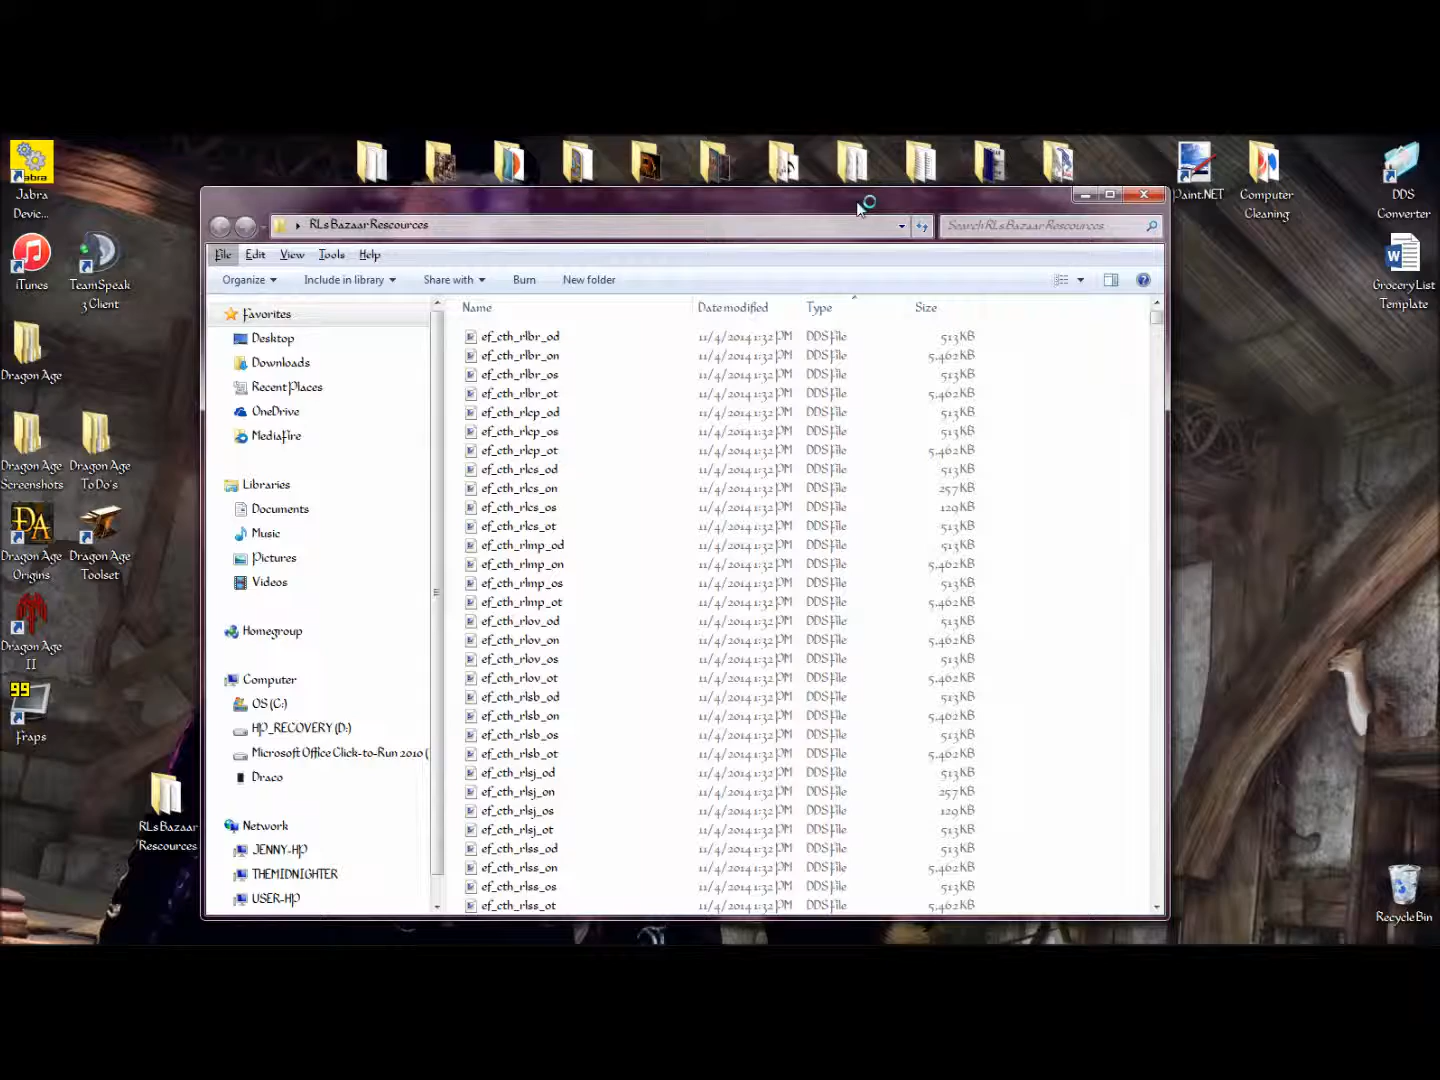 Jabra
Devic...
iTunes
TeamSpeak
3 Client
Dragon Age
Dragon Age
Screenshots
Dragon Age
To Do's
Dragon Age
Origins
Dragon Age
Toolset
Dragon Age
II
99
Fraps
RLs Bazaar
Rescources
Paint.NET
Computer
Cleaning
DDS
Converter
Grocery List
Template
Recycle Bin
RLs Bazaar Rescources
Search RLs Bazaar Rescources
File Edit View Tools Help
Organize Include in library Share with Burn New folder
Favorites
Desktop
Downloads
Recent Places
OneDrive
MediaFire
Libraries
Documents
Music
Pictures
Videos
Homegroup
Computer
OS (C:)
HP_RECOVERY (D:)
Microsoft Office Click-to-Run 2010 (
Draco
Network
JENNY-HP
THEMIDNIGHTER
USER-HP
Name Date modified Type Size
ef_cth_rlbr_od 11/4/2014 1:32 PM DDS File 513 KB
ef_cth_rlbr_on 11/4/2014 1:32 PM DDS File 5,462 KB
ef_cth_rlbr_os 11/4/2014 1:32 PM DDS File 513 KB
ef_cth_rlbr_ot 11/4/2014 1:32 PM DDS File 5,462 KB
ef_cth_rlcp_od 11/4/2014 1:32 PM DDS File 513 KB
ef_cth_rlcp_os 11/4/2014 1:32 PM DDS File 513 KB
ef_cth_rlcp_ot 11/4/2014 1:32 PM DDS File 5,462 KB
ef_cth_rlcs_od 11/4/2014 1:32 PM DDS File 513 KB
ef_cth_rlcs_on 11/4/2014 1:32 PM DDS File 257 KB
ef_cth_rlcs_os 11/4/2014 1:32 PM DDS File 129 KB
ef_cth_rlcs_ot 11/4/2014 1:32 PM DDS File 513 KB
ef_cth_rlmp_od 11/4/2014 1:32 PM DDS File 513 KB
ef_cth_rlmp_on 11/4/2014 1:32 PM DDS File 5,462 KB
ef_cth_rlmp_os 11/4/2014 1:32 PM DDS File 513 KB
ef_cth_rlmp_ot 11/4/2014 1:32 PM DDS File 5,462 KB
ef_cth_rlov_od 11/4/2014 1:32 PM DDS File 513 KB
ef_cth_rlov_on 11/4/2014 1:32 PM DDS File 5,462 KB
ef_cth_rlov_os 11/4/2014 1:32 PM DDS File 513 KB
ef_cth_rlov_ot 11/4/2014 1:32 PM DDS File 5,462 KB
ef_cth_rlsb_od 11/4/2014 1:32 PM DDS File 513 KB
ef_cth_rlsb_on 11/4/2014 1:32 PM DDS File 5,462 KB
ef_cth_rlsb_os 11/4/2014 1:32 PM DDS File 513 KB
ef_cth_rlsb_ot 11/4/2014 1:32 PM DDS File 5,462 KB
ef_cth_rlsj_od 11/4/2014 1:32 PM DDS File 513 KB
ef_cth_rlsj_on 11/4/2014 1:32 PM DDS File 257 KB
ef_cth_rlsj_os 11/4/2014 1:32 PM DDS File 129 KB
ef_cth_rlsj_ot 11/4/2014 1:32 PM DDS File 513 KB
ef_cth_rlss_od 11/4/2014 1:32 PM DDS File 513 KB
ef_cth_rlss_on 11/4/2014 1:32 PM DDS File 5,462 KB
ef_cth_rlss_os 11/4/2014 1:32 PM DDS File 513 KB
ef_cth_rlss_ot 11/4/2014 1:32 PM DDS File 5,462 KB